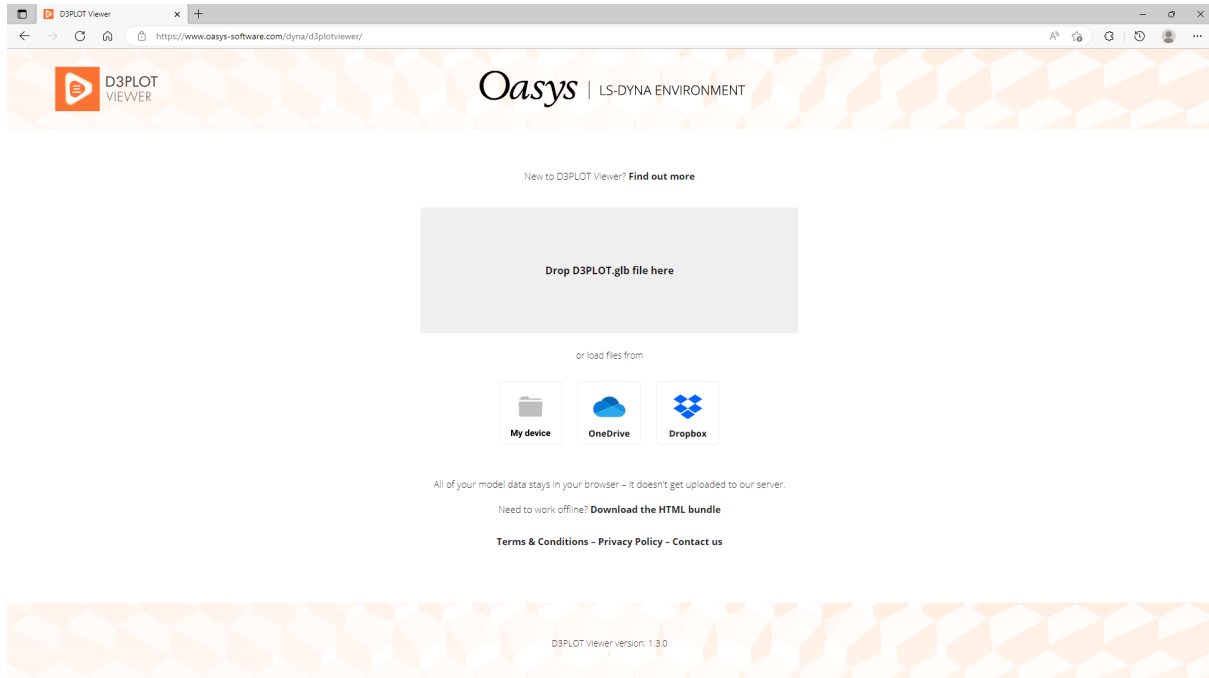 D3PLOT Viewer
https://www.oasys-software.com/dyna/d3plotviewer/
D3PLOT
VIEWER
Oasys | LS-DYNA ENVIRONMENT
New to D3PLOT Viewer? Find out more
Drop D3PLOT.glb file here
or load files from
My device
OneDrive
Dropbox
All of your model data stays in your browser – it doesn't get uploaded to our server.
Need to work offline? Download the HTML bundle
Terms & Conditions – Privacy Policy – Contact us
D3PLOT Viewer version: 1.3.0